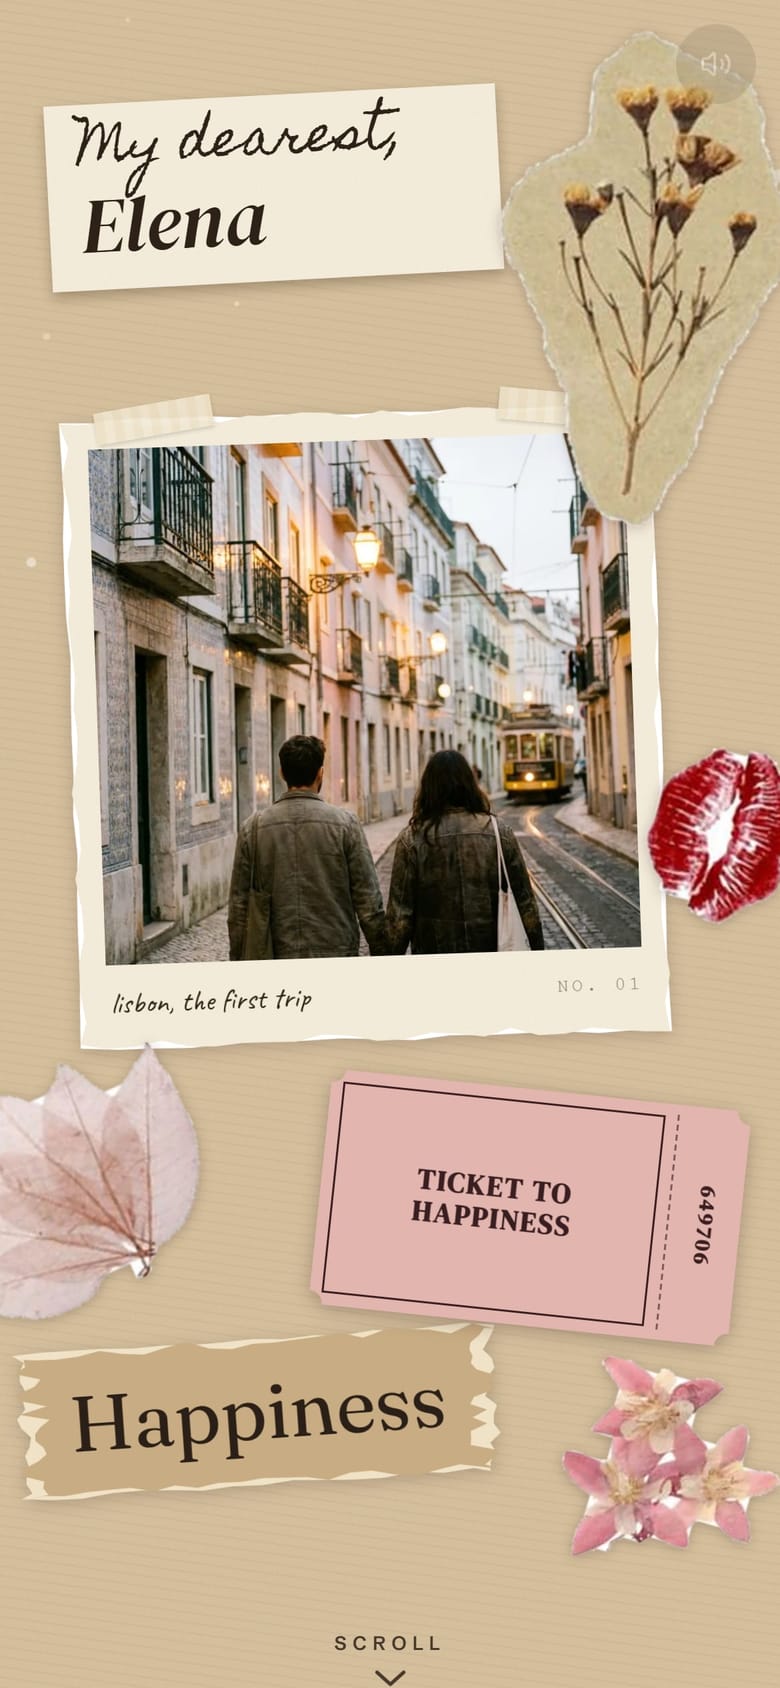 My dearest,
Elena
lisbon, the first trip
NO. 01
TICKET TO
HAPPINESS
649706
Happiness
SCROLL